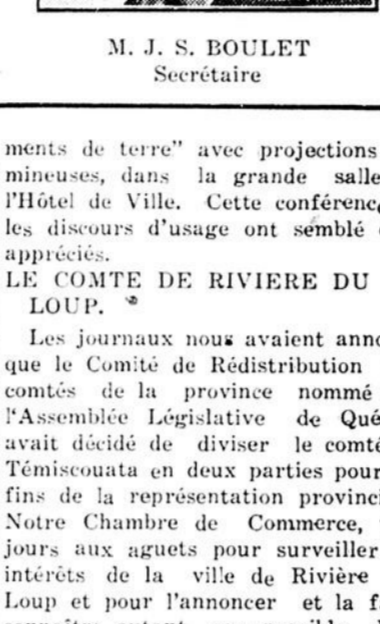 M. J. S. BOULET
Secrétaire
ments de terre" avec projections
mineuses, dans la grande salle
l'Hôtel de Ville. Cette conférenc
les discours d'usage ont semblé
appréciés.
LE COMTE DE RIVIERE DU
LOUP.
Les journaux nous avaient anno
que le Comité de Rédistribution
comtés de la province nommé
l'Assemblée Législative de Qué
avait décidé de diviser le comté
Témiscouata en deux parties pour
fins de la représentation provinci
Notre Chambre de Commerce,
jours aux aguets pour surveiller
intérêts de la ville de Rivière
Loup et pour l'annoncer et la f